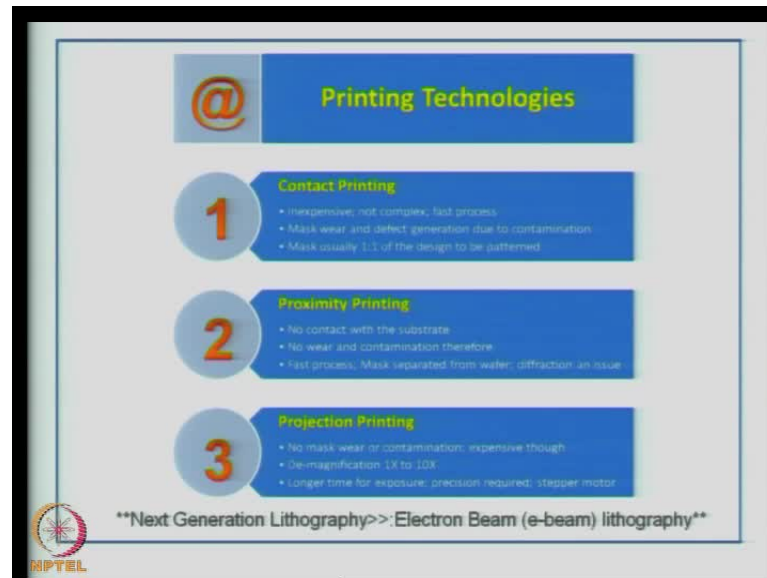 @
Printing Technologies
1
Contact Printing
• Inexpensive; not complex; fast process
• Mask wear and defect generation due to contamination
• Mask usually 1:1 of the design to be patterned
2
Proximity Printing
• No contact with the substrate
• No wear and contamination therefore
• Fast process; Mask separated from wafer; diffraction an issue
3
Projection Printing
• No mask wear or contamination; expensive though
• De-magnification 1X to 10X
• Longer time for exposure; precision required; stepper motor
**Next Generation Lithography>>:Electron Beam (e-beam) lithography**
NPTEL